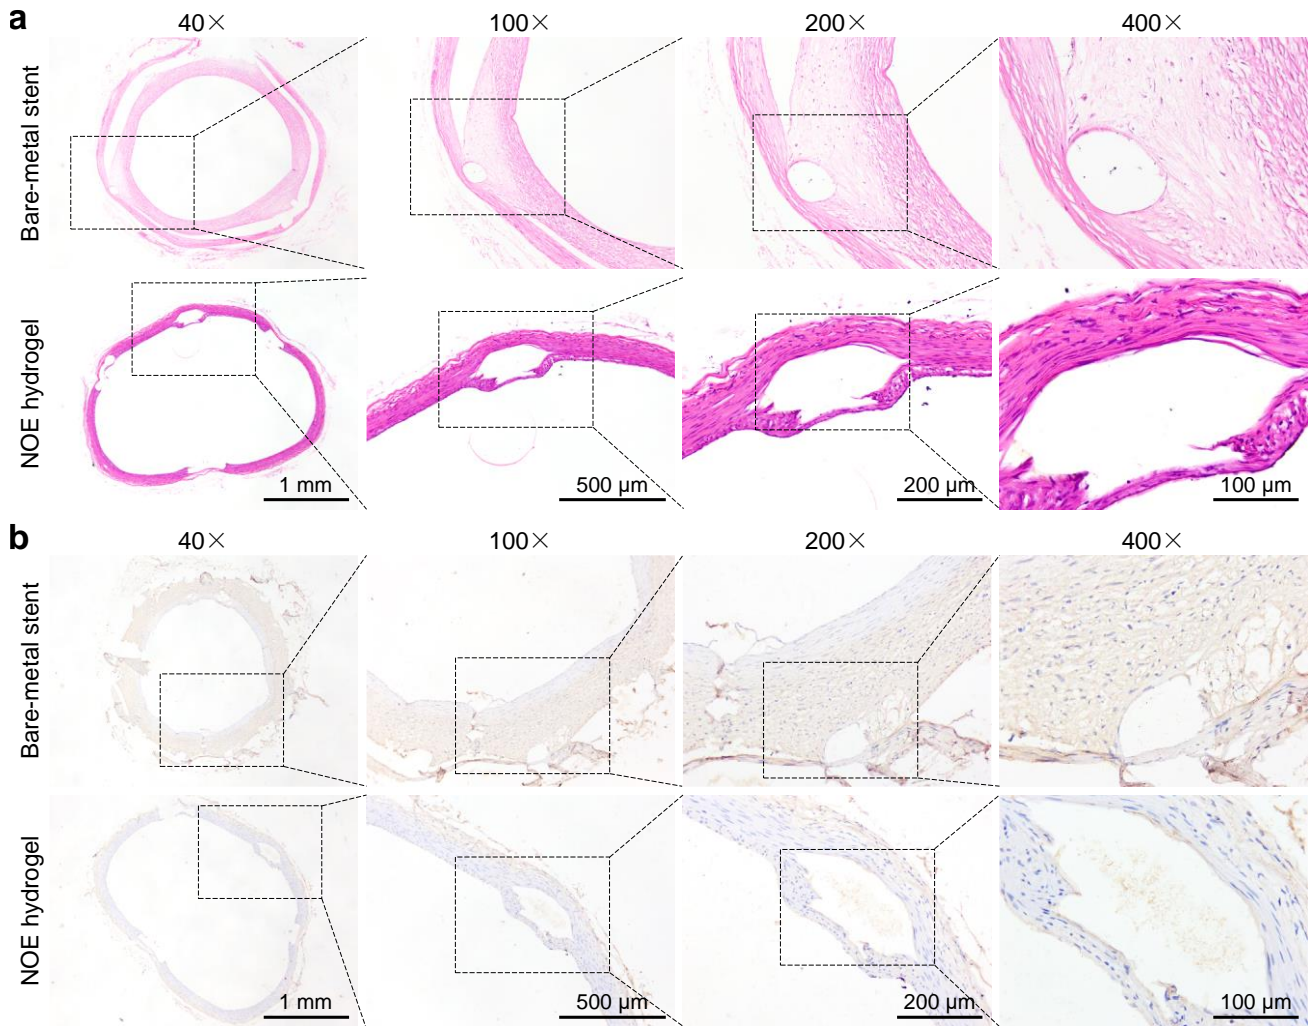 a
40× 100× 200× 400×
Bare-metal stent
NOE hydrogel
1 mm 500 μm 200 μm 100 μm
b
40× 100× 200× 400×
Bare-metal stent
NOE hydrogel
1 mm 500 μm 200 μm 100 μm